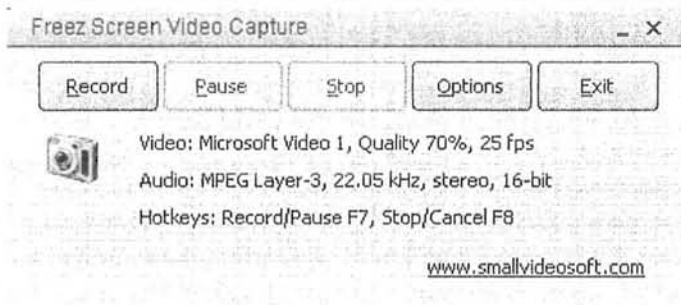 Freez Screen Video Capture
Record Pause Stop Options Exit
Video: Microsoft Video 1, Quality 70%, 25 fps
Audio: MPEG Layer-3, 22.05 kHz, stereo, 16-bit
Hotkeys: Record/Pause F7, Stop/Cancel F8
www.smallvideosoft.com